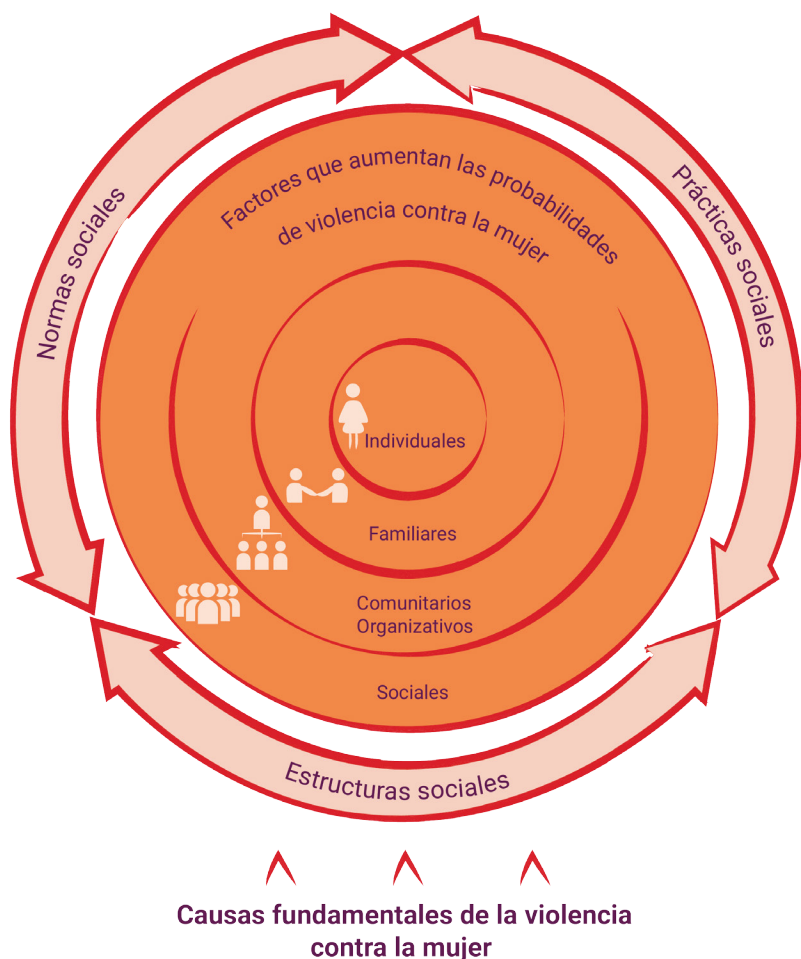 Factores que aumentan las probabilidades
de violencia contra la mujer
Normas sociales
Prácticas sociales
Individuales
Familiares
Comunitarios
Organizativos
Sociales
Estructuras sociales
Causas fundamentales de la violencia
contra la mujer